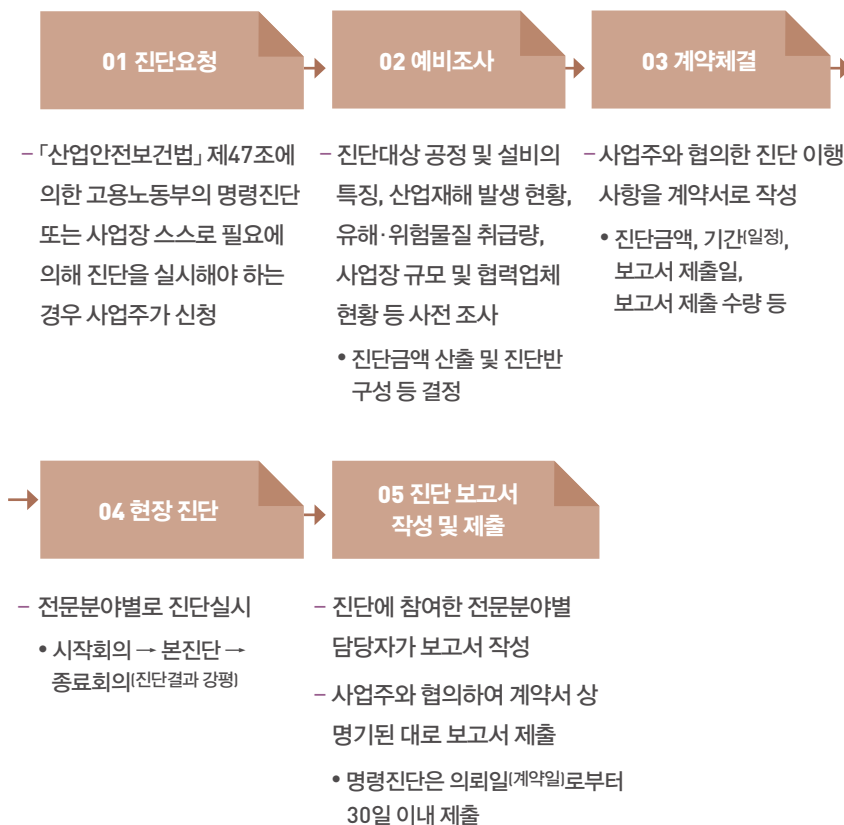 01 진단요청
- 「산업안전보건법」 제47조에
의한 고용노동부의 명령진단
또는 사업장 스스로 필요에
의해 진단을 실시해야 하는
경우 사업주가 신청
02 예비조사
- 진단대상 공정 및 설비의
특징, 산업재해 발생 현황,
유해·위험물질 취급량,
사업장 규모 및 협력업체
현황 등 사전 조사
• 진단금액 산출 및 진단반
구성 등 결정
03 계약체결
- 사업주와 협의한 진단 이행
사항을 계약서로 작성
• 진단금액, 기간(일정),
보고서 제출일,
보고서 제출 수량 등
04 현장 진단
- 전문분야별로 진단실시
• 시작회의 → 본진단 →
종료회의(진단결과 강평)
05 진단 보고서
작성 및 제출
- 진단에 참여한 전문분야별
담당자가 보고서 작성
- 사업주와 협의하여 계약서 상
명기된 대로 보고서 제출
• 명령진단은 의뢰일(계약일)로부터
30일 이내 제출